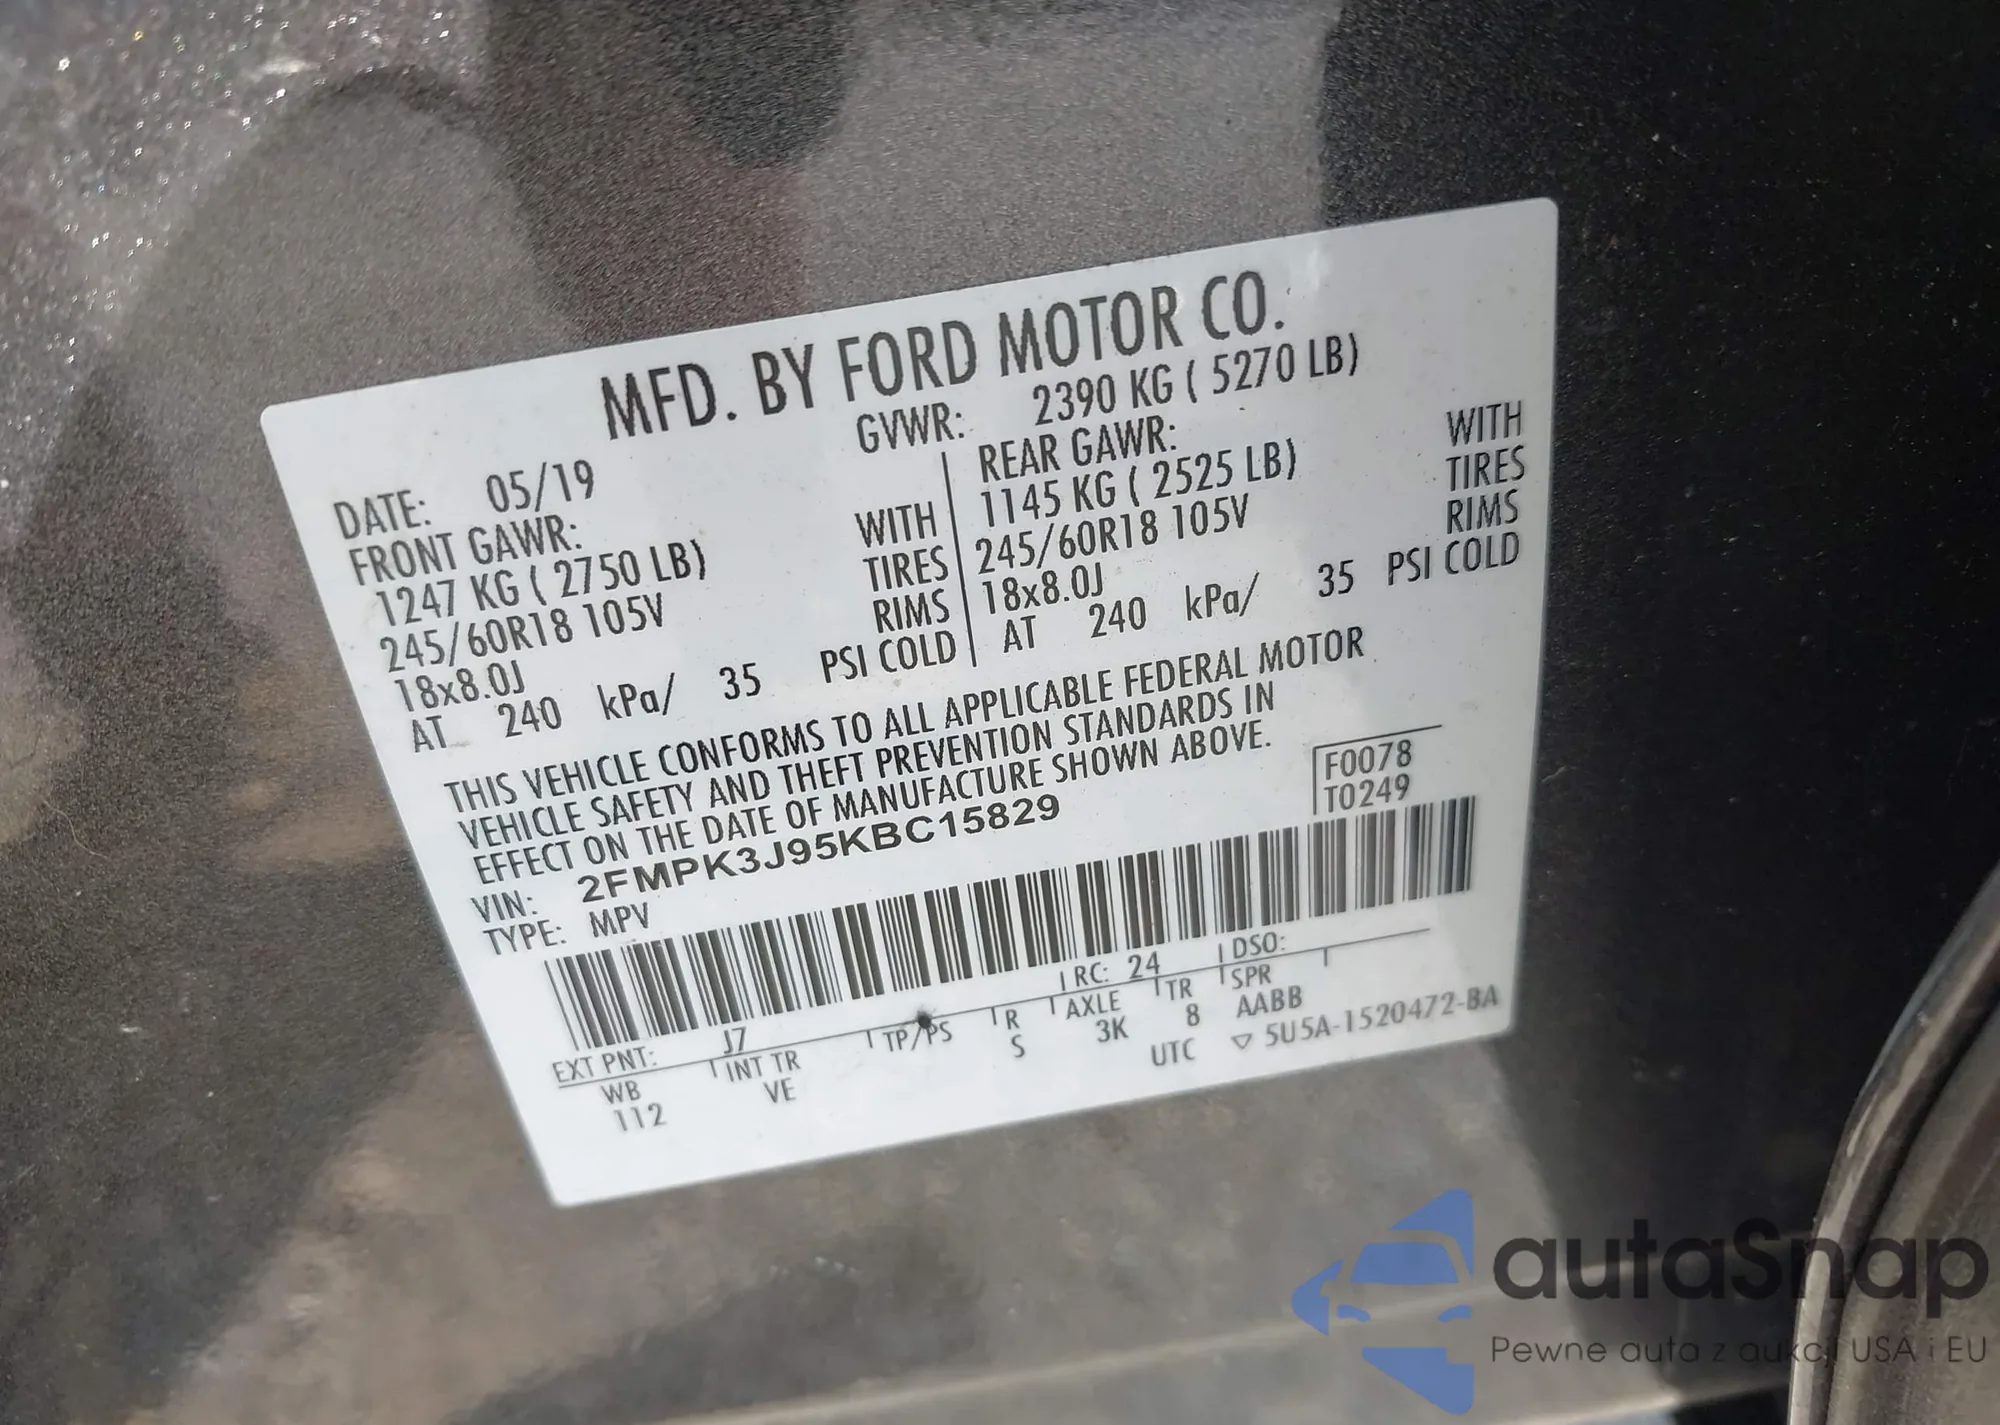 MFD. BY FORD MOTOR CO.
DATE: 05/19 GVWR: 2390 KG ( 5270 LB)
FRONT GAWR: REAR GAWR:
1247 KG ( 2750 LB) WITH 1145 KG ( 2525 LB) WITH
245/60R18 105V TIRES 245/60R18 105V TIRES
18x8.0J RIMS 18x8.0J RIMS
AT 240 kPa/ 35 PSI COLD AT 240 kPa/ 35 PSI COLD
THIS VEHICLE CONFORMS TO ALL APPLICABLE FEDERAL MOTOR
VEHICLE SAFETY AND THEFT PREVENTION STANDARDS IN
EFFECT ON THE DATE OF MANUFACTURE SHOWN ABOVE.
F0078
T0249
VIN: 2FMPK3J95KBC15829
TYPE: MPV
EXT PNT: J7 RC: 24 DSO:
WB INT TR TP/PS R AXLE TR SPR
112 VE S 3K 8 AABB
UTC ▽ 5U5A-1520472-BA
autaSnap
Pewne auta z aukcji USA i EU